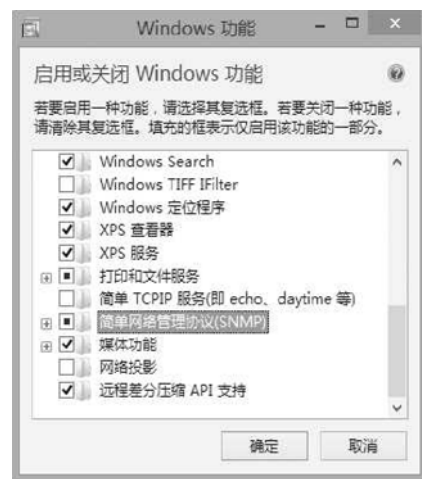 Windows 功能
启用或关闭 Windows 功能
若要启用一种功能，请选择其复选框。若要关闭一种功能，
请清除其复选框。填充的框表示仅启用该功能的一部分。
Windows Search
Windows TIFF IFilter
Windows 定位程序
XPS 查看器
XPS 服务
打印和文件服务
简单 TCPIP 服务(即 echo、daytime 等)
简单网络管理协议(SNMP)
媒体功能
网络投影
远程差分压缩 API 支持
确定
取消